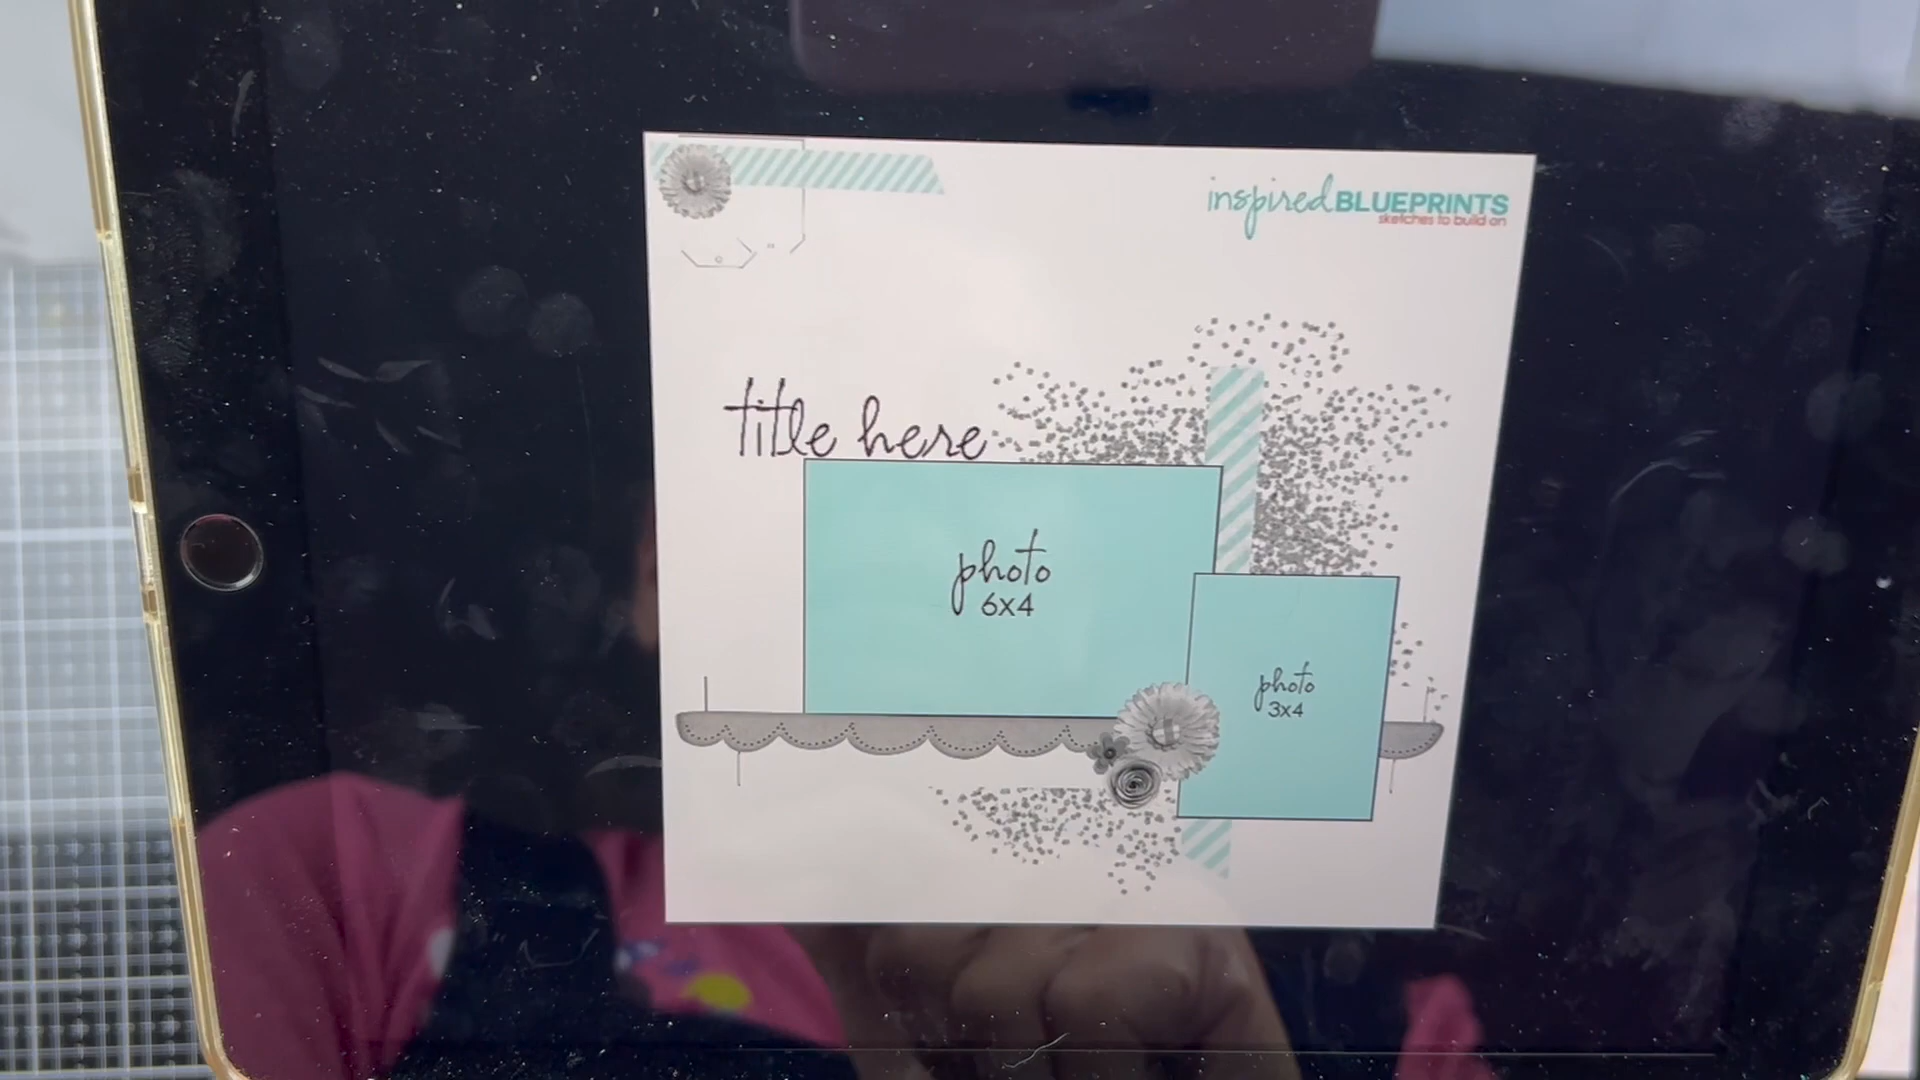 inspiredBLUEPRINTS
sketches to build on
title here
photo
6x4
photo
3x4